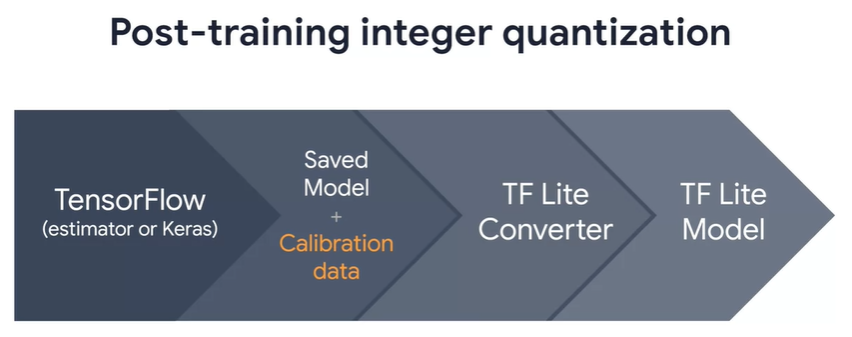 Post-training integer quantization
TensorFlow
(estimator or Keras)
Saved
Model
+
Calibration
data
TF Lite
Converter
TF Lite
Model